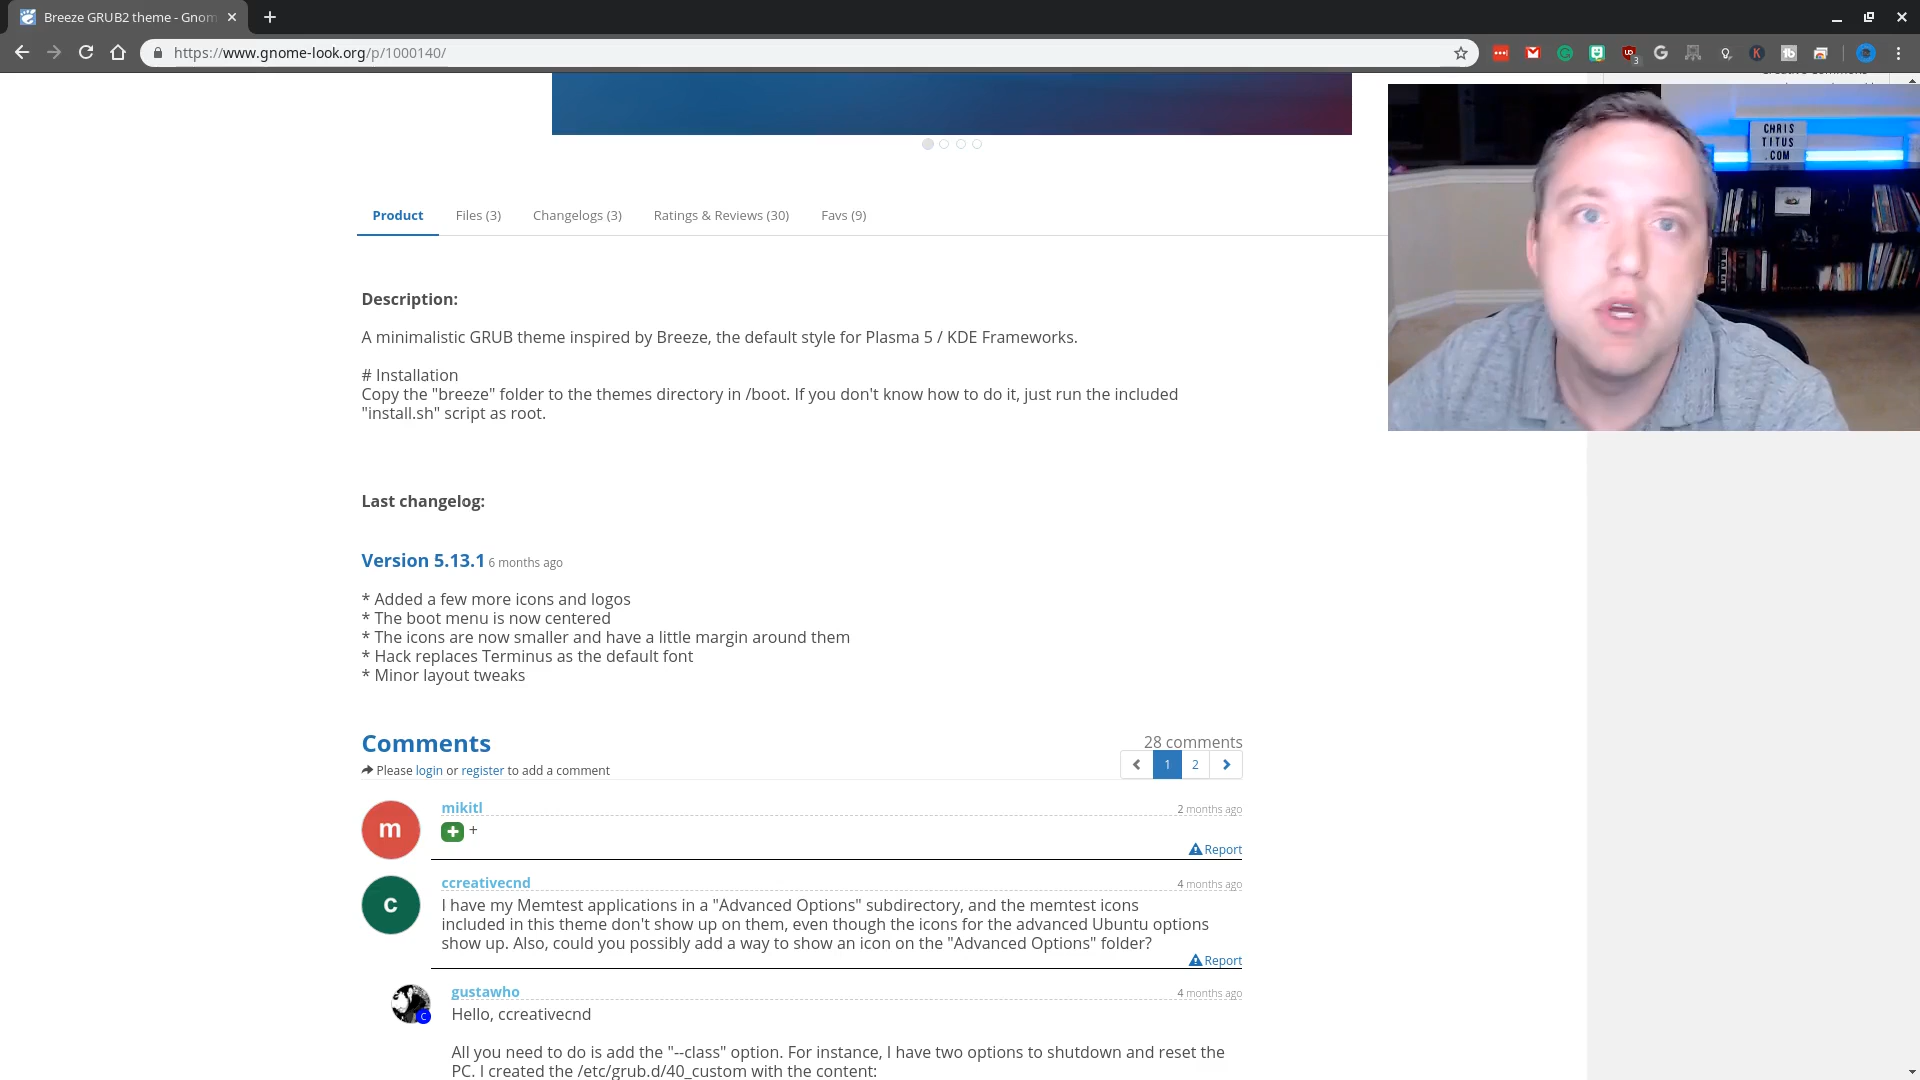 Breeze GRUB2 theme - Gnom
https://www.gnome-look.org/p/1000140/
3
CHRIS
TITUS
.COM
Product
Files (3)
Changelogs (3)
Ratings & Reviews (30)
Favs (9)
Description:
A minimalistic GRUB theme inspired by Breeze, the default style for Plasma 5 / KDE Frameworks.
# Installation
Copy the "breeze" folder to the themes directory in /boot. If you don't know how to do it, just run the included
"install.sh" script as root.
Last changelog:
Version 5.13.1 6 months ago
* Added a few more icons and logos
* The boot menu is now centered
* The icons are now smaller and have a little margin around them
* Hack replaces Terminus as the default font
* Minor layout tweaks
Comments
28 comments
Please login or register to add a comment
1
2
m
mikitl
2 months ago
+
Report
c
ccreativecnd
4 months ago
I have my Memtest applications in a "Advanced Options" subdirectory, and the memtest icons
included in this theme don't show up on them, even though the icons for the advanced Ubuntu options
show up. Also, could you possibly add a way to show an icon on the "Advanced Options" folder?
Report
C
gustawho
4 months ago
Hello, ccreativecnd
All you need to do is add the "--class" option. For instance, I have two options to shutdown and reset the
PC. I created the /etc/grub.d/40_custom with the content: